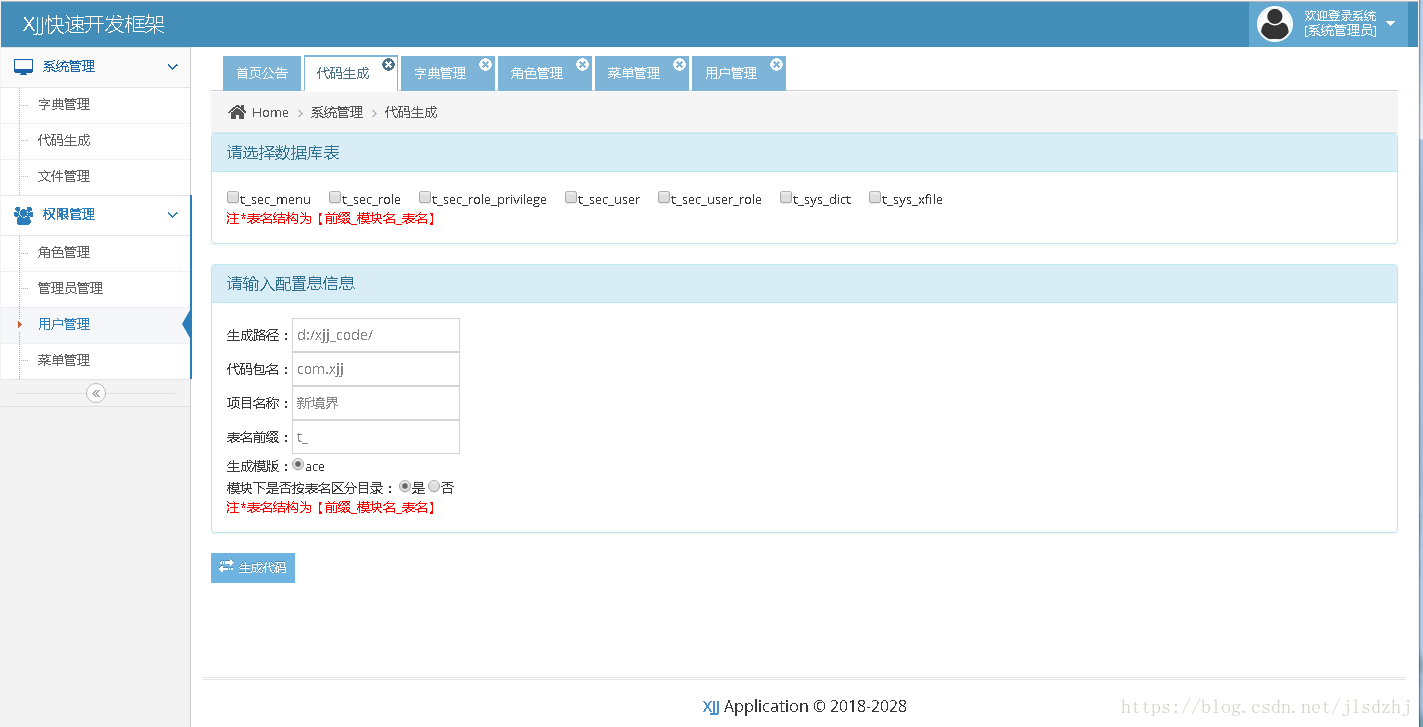 XJJ快速开发框架
欢迎登录系统
[系统管理员]
系统管理
字典管理
代码生成
文件管理
权限管理
角色管理
管理员管理
用户管理
菜单管理
首页公告 代码生成 字典管理 角色管理 菜单管理 用户管理
Home > 系统管理 > 代码生成
请选择数据库表
t_sec_menu t_sec_role t_sec_role_privilege t_sec_user t_sec_user_role t_sys_dict t_sys_xfile
注*表名结构为【前缀_模块名_表名】
请输入配置息信息
生成路径： d:/xjj_code/
代码包名： com.xjj
项目名称： 新境界
表名前缀： t_
生成模版： ace
模块下是否按表名区分目录： 是 否
注*表名结构为【前缀_模块名_表名】
生成代码
XJJ Application © 2018-2028
https://blog.csdn.net/jlsdzhj